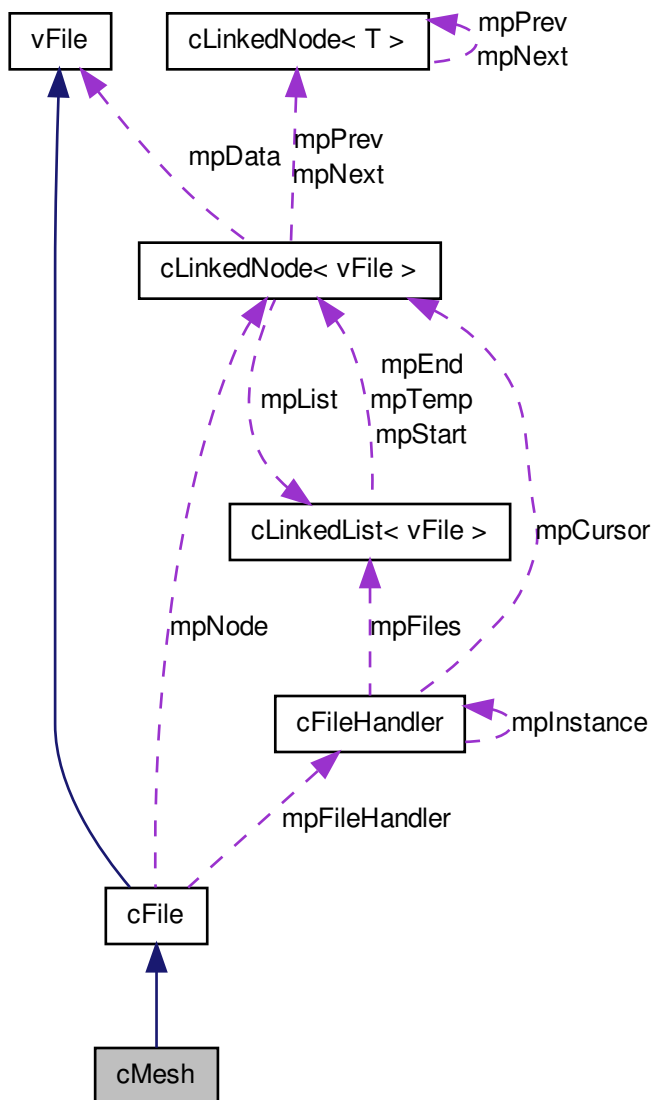 vFile
cLinkedNode< T >
mpPrev
mpNext
mpData
mpPrev
mpNext
cLinkedNode< vFile >
mpList
mpEnd
mpTemp
mpStart
cLinkedList< vFile >
mpCursor
mpNode
mpFiles
cFileHandler
mpInstance
mpFileHandler
cFile
cMesh